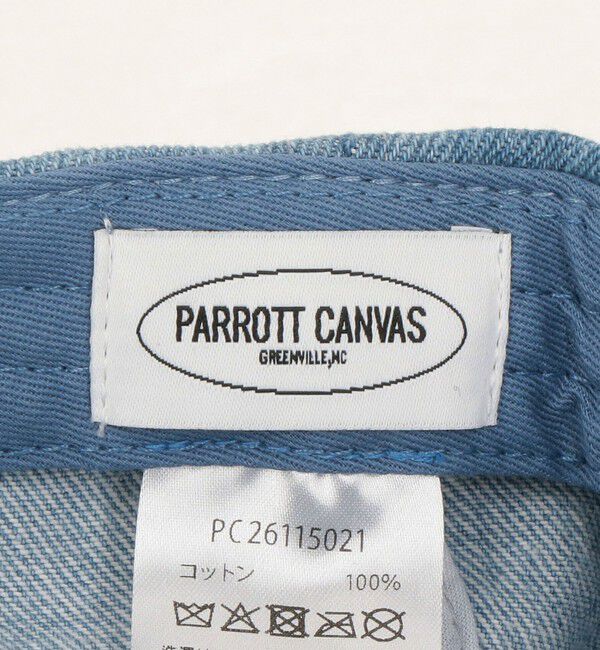 PARROTT CANVAS
GREENVILLE,NC
PC26115021
コットン 100%